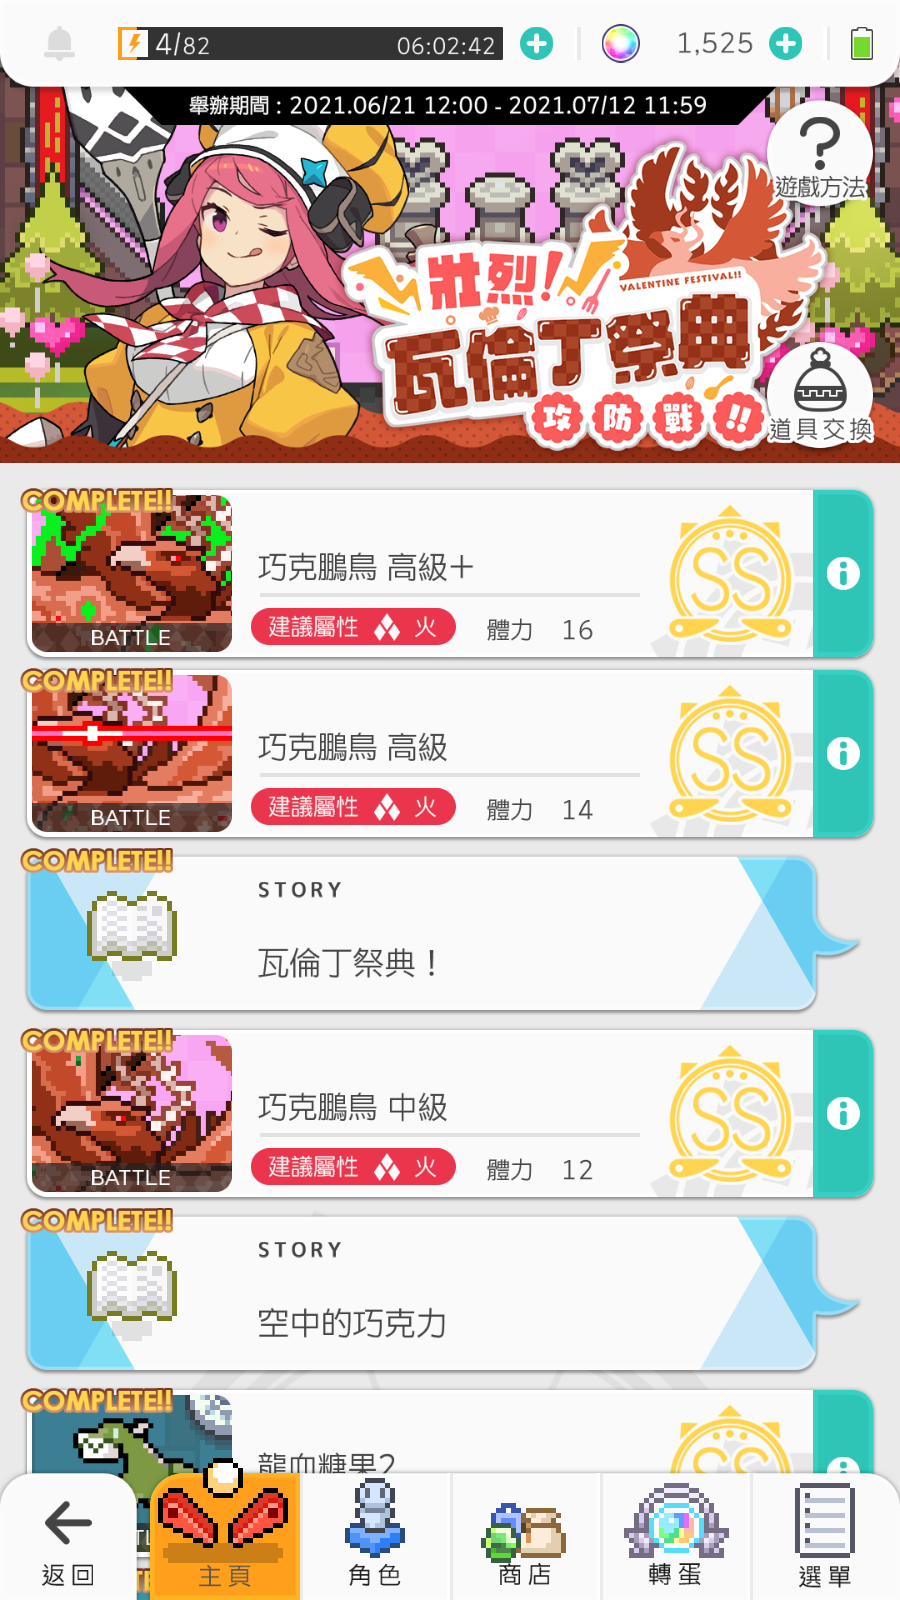 4/82
06:02:42
1,525
舉辦期間 : 2021.06/21 12:00 - 2021.07/12 11:59
遊戲方法
壯烈!
VALENTINE FESTIVAL!!
瓦倫丁祭典
攻防戰!!
道具交換
COMPLETE!!
BATTLE
巧克鵬鳥 高級+
建議屬性 火
體力 16
SS
COMPLETE!!
BATTLE
巧克鵬鳥 高級
建議屬性 火
體力 14
SS
COMPLETE!!
STORY
瓦倫丁祭典！
COMPLETE!!
BATTLE
巧克鵬鳥 中級
建議屬性 火
體力 12
SS
COMPLETE!!
STORY
空中的巧克力
COMPLETE!!
龍血糖果2
SS
返回
主頁
角色
商店
轉蛋
選單